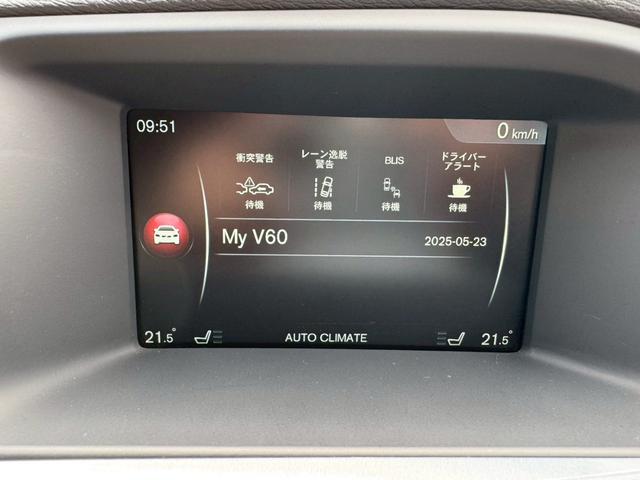 09:51
0 km/h
衝突警告
レーン逸脱
警告
BLIS
ドライバー
アラート
待機
待機
待機
待機
My V60
2025-05-23
21.5°
AUTO CLIMATE
21.5°